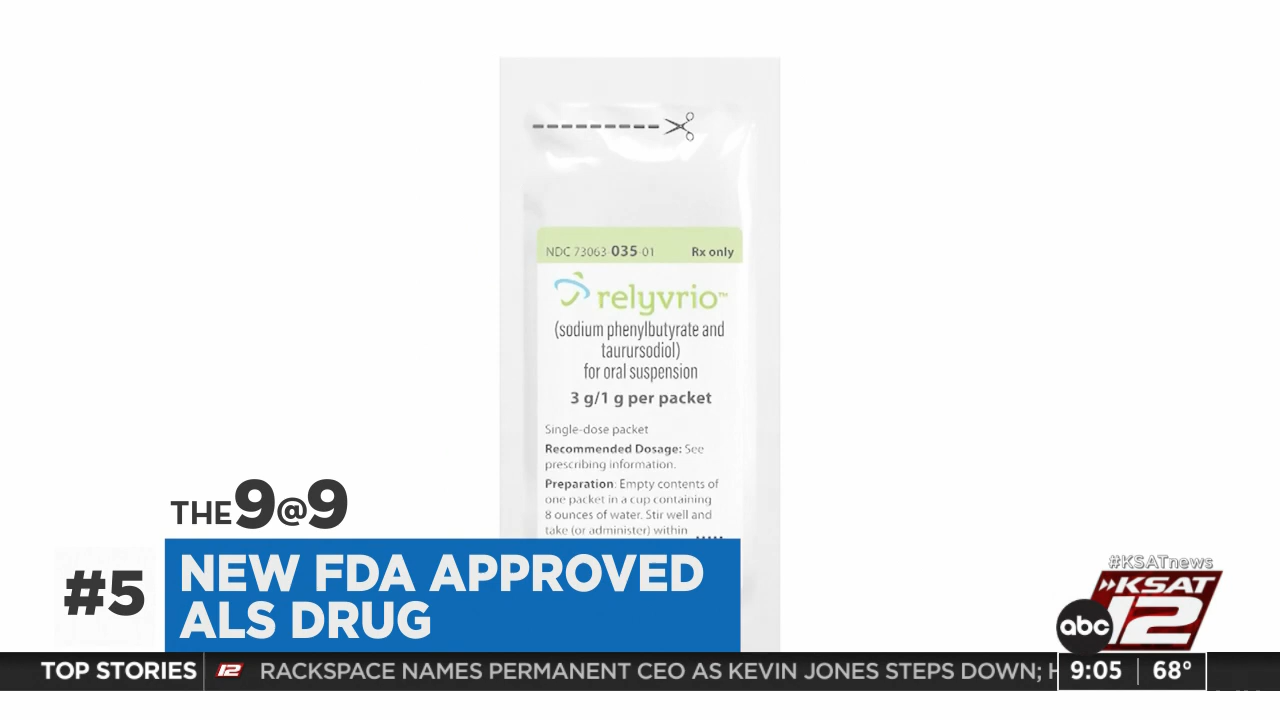 NDC 73063-035-01 Rx only
relyvrio™
(sodium phenylbutyrate and
taurursodiol)
for oral suspension
3 g/1 g per packet
Single-dose packet
Recommended Dosage: See
prescribing information.
Preparation: Empty contents of
one packet in a cup containing
8 ounces of water. Stir well and
take (or administer) within
THE 9@9
#5
NEW FDA APPROVED
ALS DRUG
#KSATnews
KSAT
abc 12
TOP STORIES 12 RACKSPACE NAMES PERMANENT CEO AS KEVIN JONES STEPS DOWN; 9:05 68°